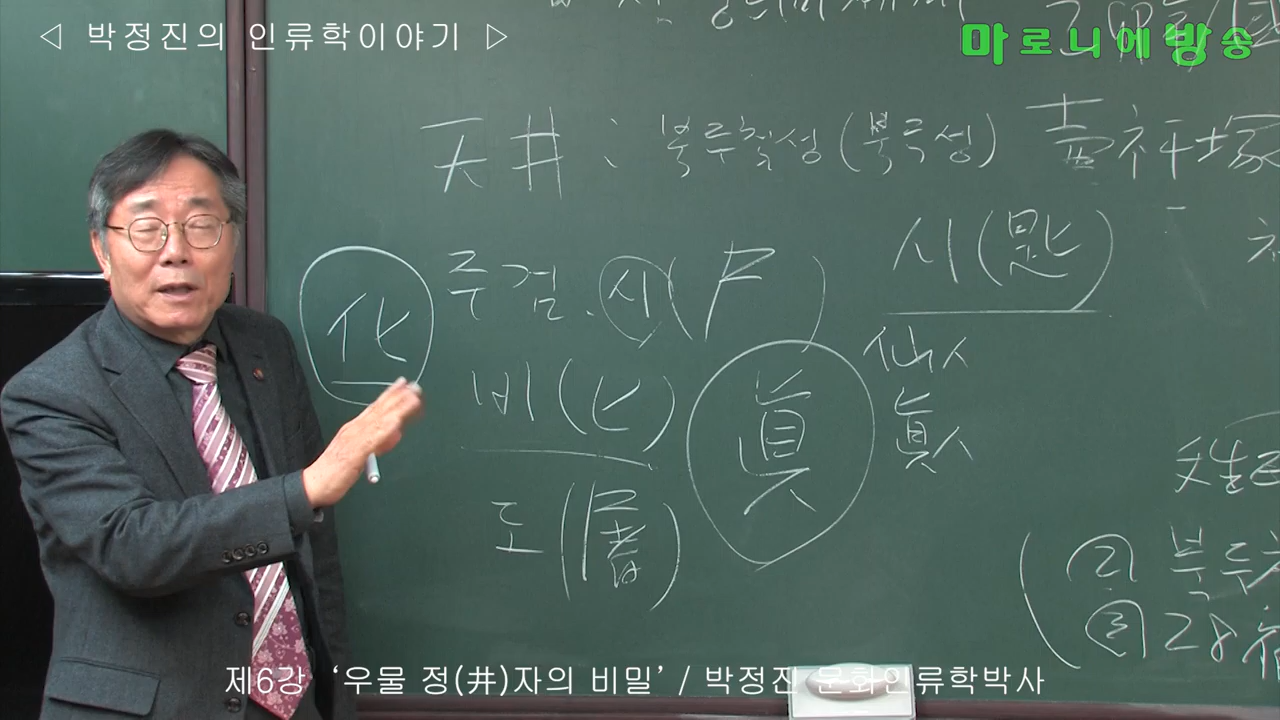 ◁ 박정진의 인류학이야기 ▷
마로니에방송
天井 : 북두칠성 (북극성) 壺杅塚
주검 시 (尸) 시 (匙)
化
仙人
비 (匕) 眞 眞人
도 (屠)
② 북두
③ 28宿
제6강 ‘우물 정(井)자의 비밀’ / 박정진 문화인류학박사